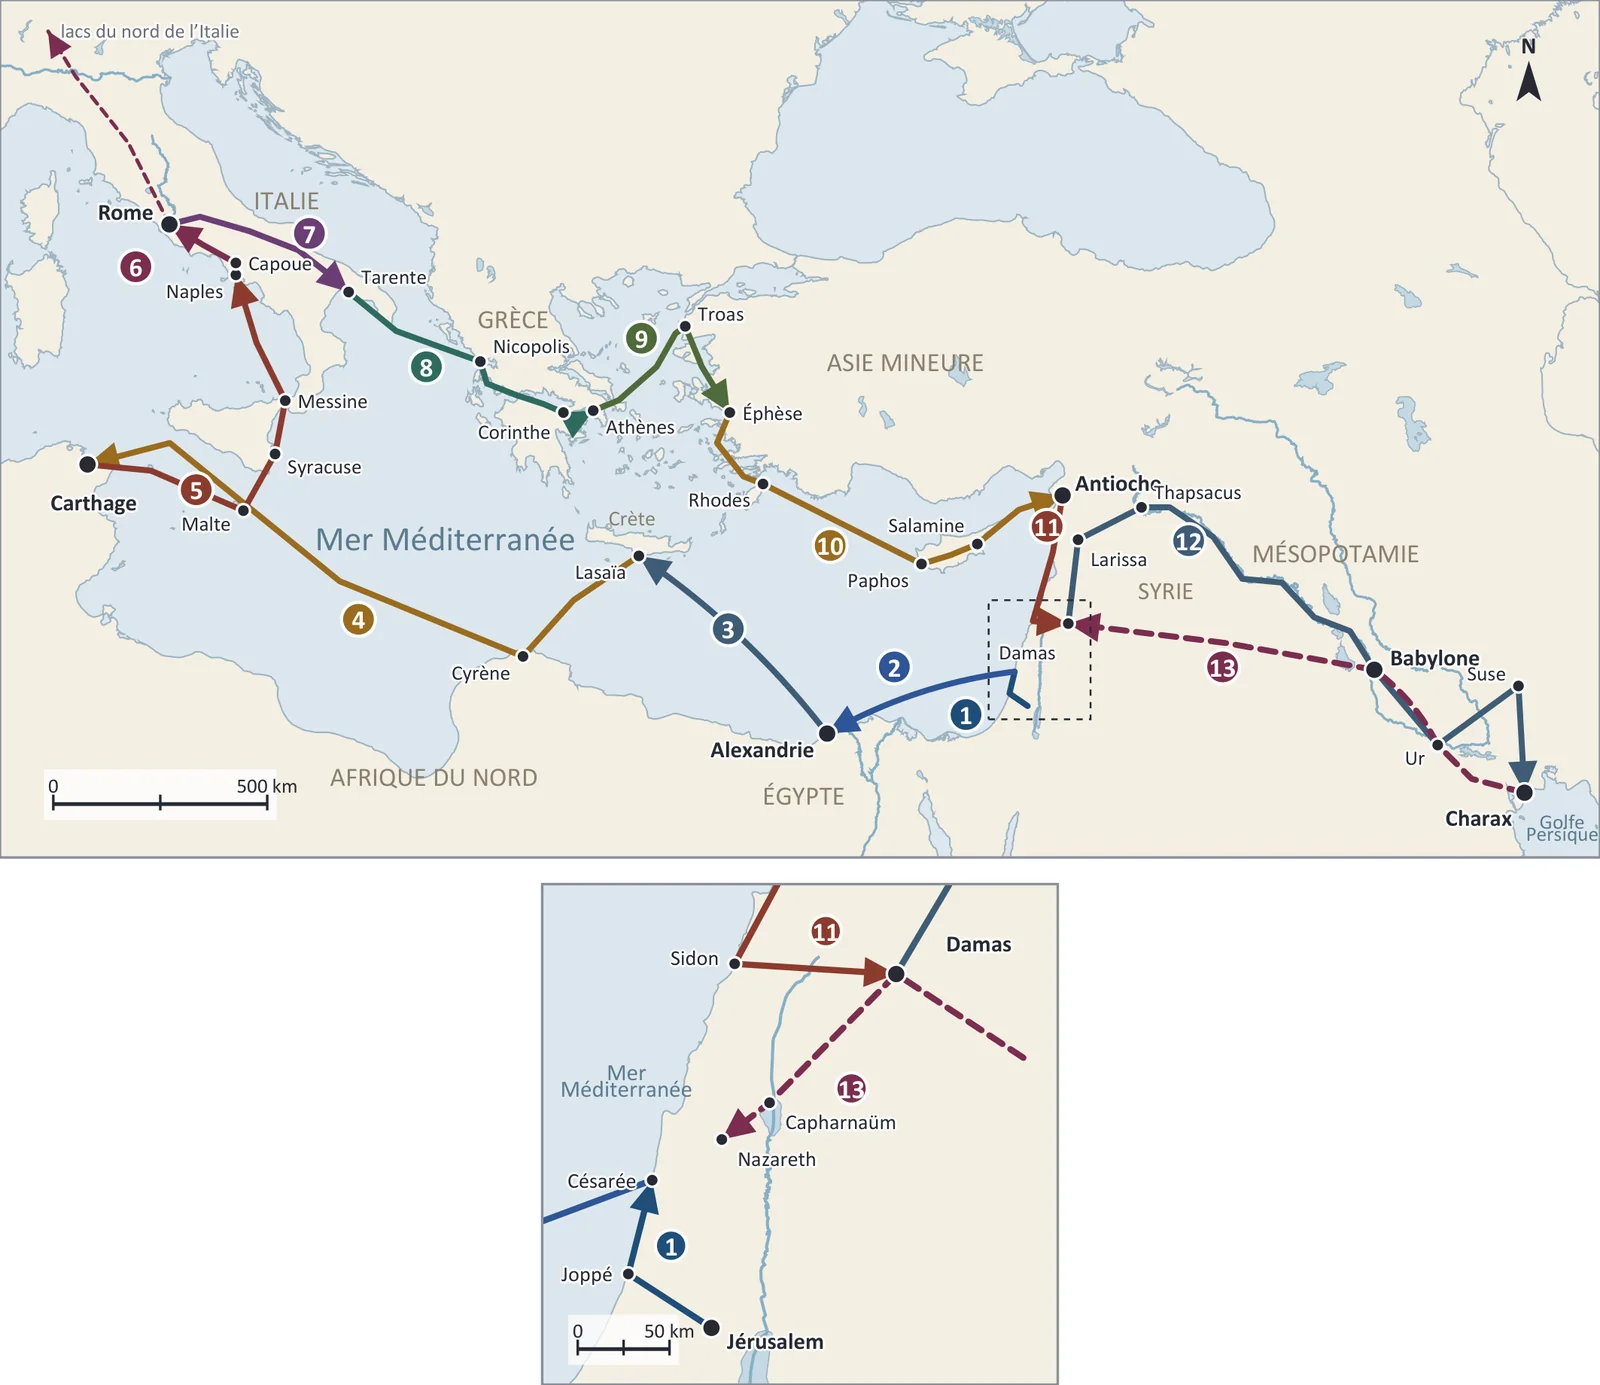 lacs du nord de l'Italie
N
ITALIE
Rome
7
6
Capoue
Tarente
Naples
GRÈCE
Troas
Nicopolis
9
8
ASIE MINEURE
Messine
Éphèse
Corinthe
Athènes
Syracuse
Carthage
5
Malte
Rhodes
Antioche
Thapsacus
Crète
Salamine
11
12
Mer Méditerranée
10
MÉSOPOTAMIE
Larissa
Lasaïa
Paphos
SYRIE
4
3
Damas
Babylone
Suse
2
13
Cyrène
1
Alexandrie
Ur
AFRIQUE DU NORD
0 500 km
ÉGYPTE
Charax
Golfe
Persique
11
Damas
Sidon
Mer
Méditerranée
13
Capharnaüm
Nazareth
Césarée
1
Joppé
0 50 km
Jérusalem